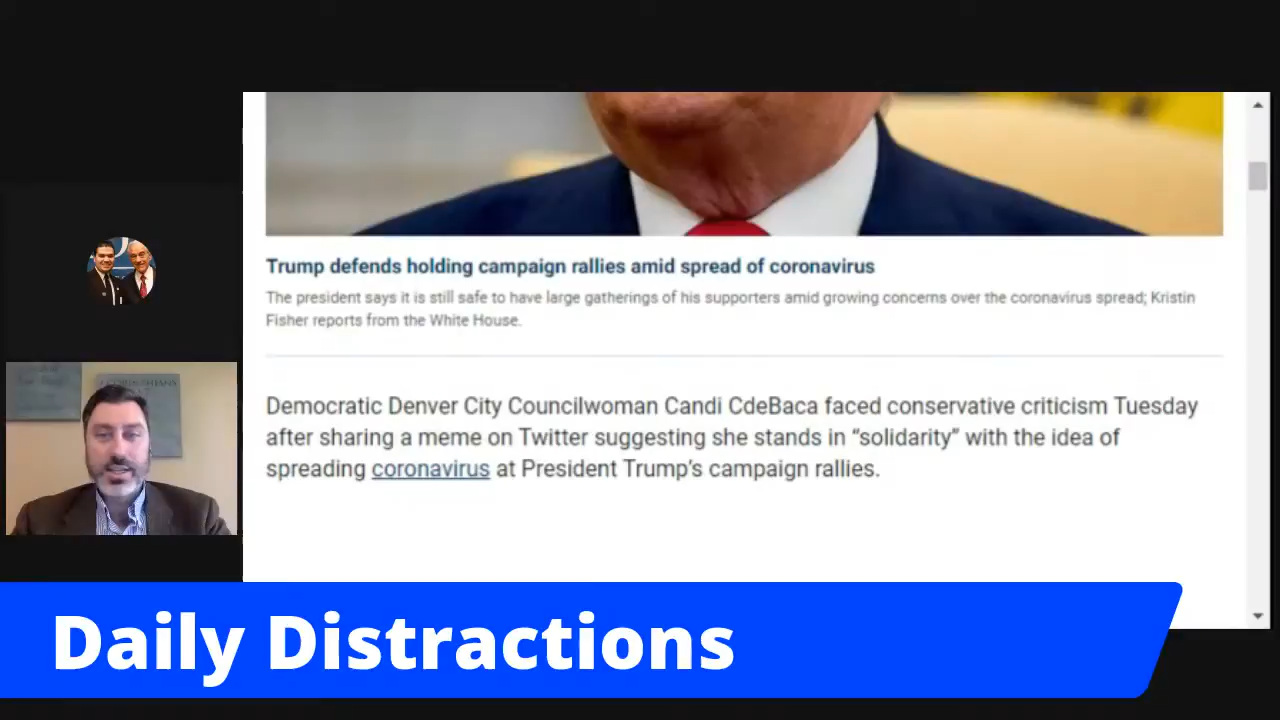 Trump defends holding campaign rallies amid spread of coronavirus
The president says it is still safe to have large gatherings of his supporters amid growing concerns over the coronavirus spread; Kristin
Fisher reports from the White House.
Democratic Denver City Councilwoman Candi CdeBaca faced conservative criticism Tuesday
after sharing a meme on Twitter suggesting she stands in “solidarity” with the idea of
spreading coronavirus at President Trump’s campaign rallies.
Daily Distractions